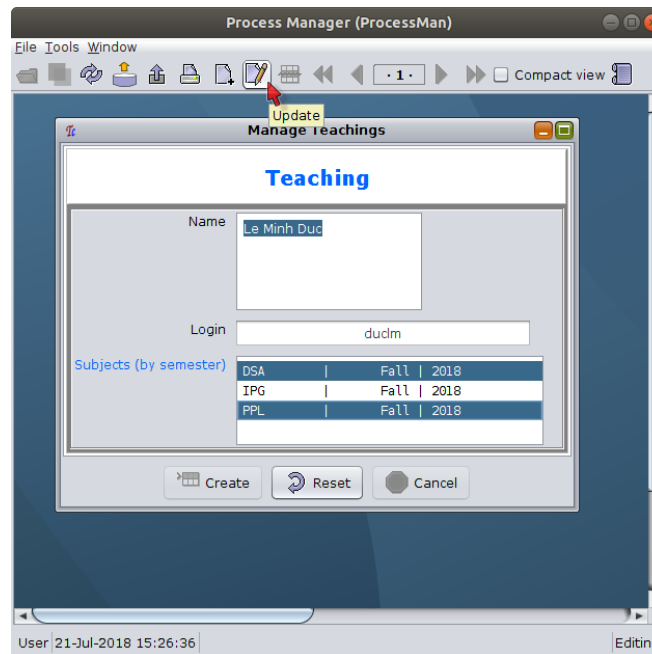 Process Manager (ProcessMan)
File Tools Window
· 1 · Compact view
Update
Tc Manage Teachings
Teaching
Name Le Minh Duc
Login duclm
Subjects (by semester)
DSA | Fall | 2018
IPG | Fall | 2018
PPL | Fall | 2018
Create Reset Cancel
User 21-Jul-2018 15:26:36 Editin